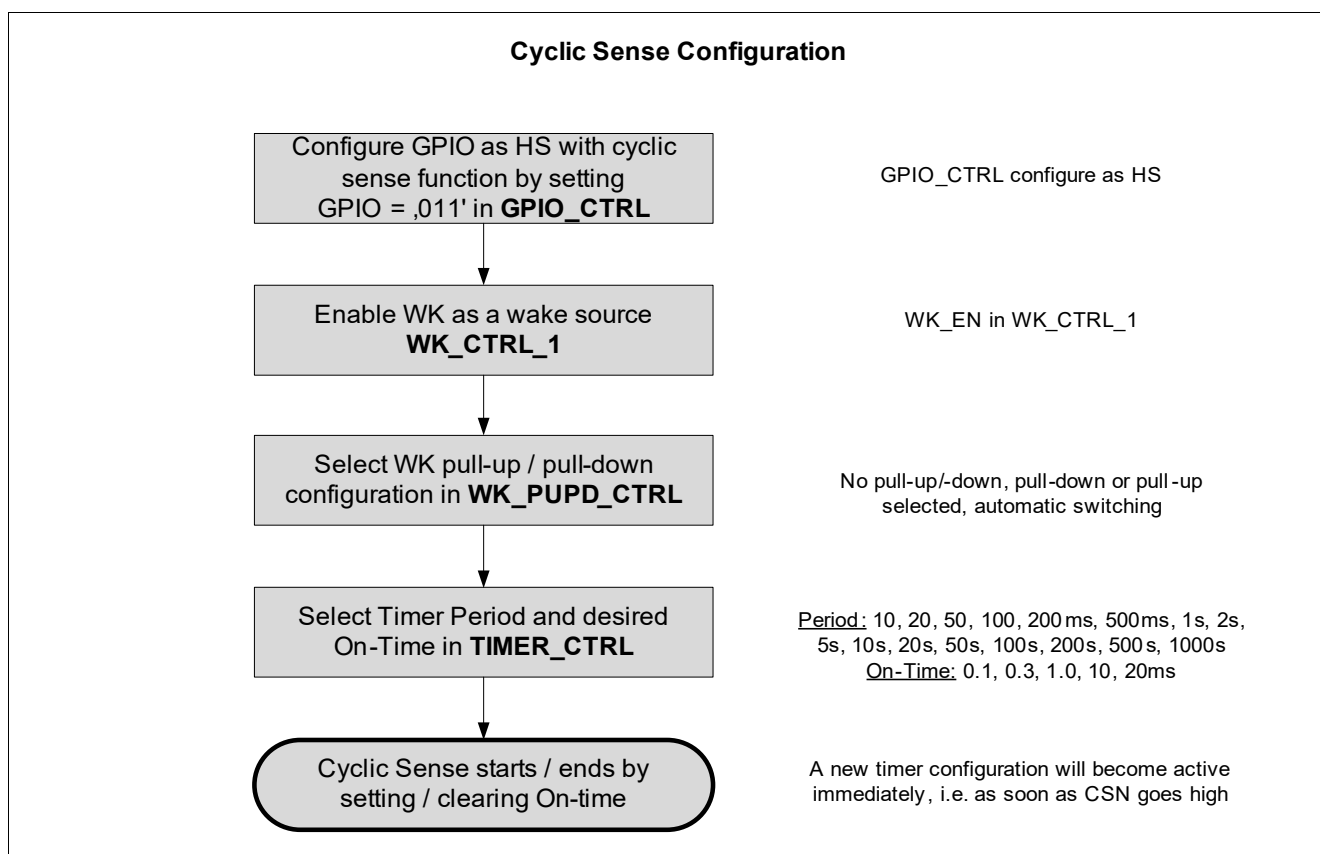 Cyclic Sense Configuration
Configure GPIO as HS with cyclic
sense function by setting
GPIO = ‚011' in GPIO_CTRL
GPIO_CTRL configure as HS
Enable WK as a wake source
WK_CTRL_1
WK_EN in WK_CTRL_1
Select WK pull-up / pull-down
configuration in WK_PUPD_CTRL
No pull-up/-down, pull-down or pull-up
selected, automatic switching
Select Timer Period and desired
On-Time in TIMER_CTRL
Period: 10, 20, 50, 100, 200ms, 500ms, 1s, 2s,
5s, 10s, 20s, 50s, 100s, 200s, 500s, 1000s
On-Time: 0.1, 0.3, 1.0, 10, 20ms
Cyclic Sense starts / ends by
setting / clearing On-time
A new timer configuration will become active
immediately, i.e. as soon as CSN goes high